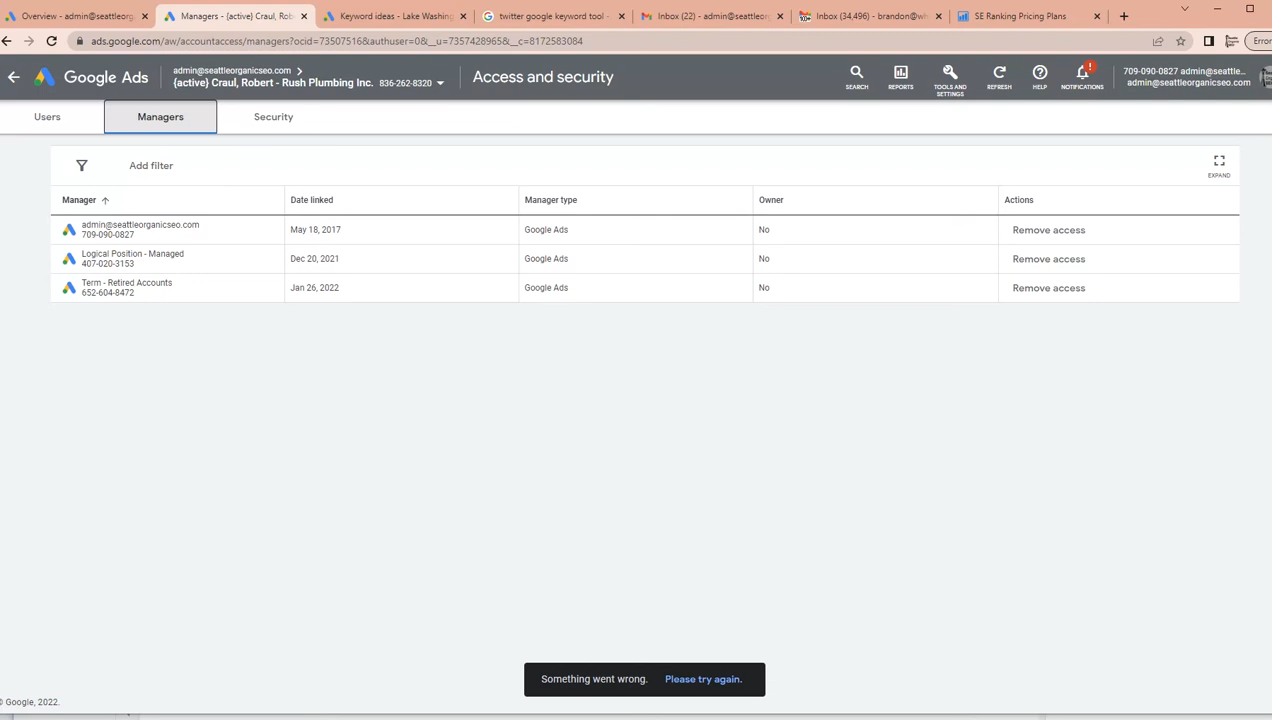 Overview - admin@seattleorg
Managers - {active} Craul, Rob
Keyword ideas - Lake Washing
twitter google keyword tool -
Inbox (22) - admin@seattleorg
Inbox (34,496) - brandon@wh
SE Ranking Pricing Plans
ads.google.com/aw/accountaccess/managers?ocid=73507516&authuser=0&__u=7357428965&__c=8172583084
Error
Google Ads
admin@seattleorganicseo.com
{active} Craul, Robert - Rush Plumbing Inc. 836-262-8320
Access and security
SEARCH
REPORTS
TOOLS AND SETTINGS
REFRESH
HELP
!
NOTIFICATIONS
709-090-0827 admin@seattle...
admin@seattleorganicseo.com
Users
Managers
Security
Add filter
EXPAND
Manager Date linked Manager type Owner Actions
admin@seattleorganicseo.com
709-090-0827
May 18, 2017 Google Ads No Remove access
Logical Position - Managed
407-020-3153
Dec 20, 2021 Google Ads No Remove access
Term - Retired Accounts
652-604-8472
Jan 26, 2022 Google Ads No Remove access
Something went wrong. Please try again.
© Google, 2022.